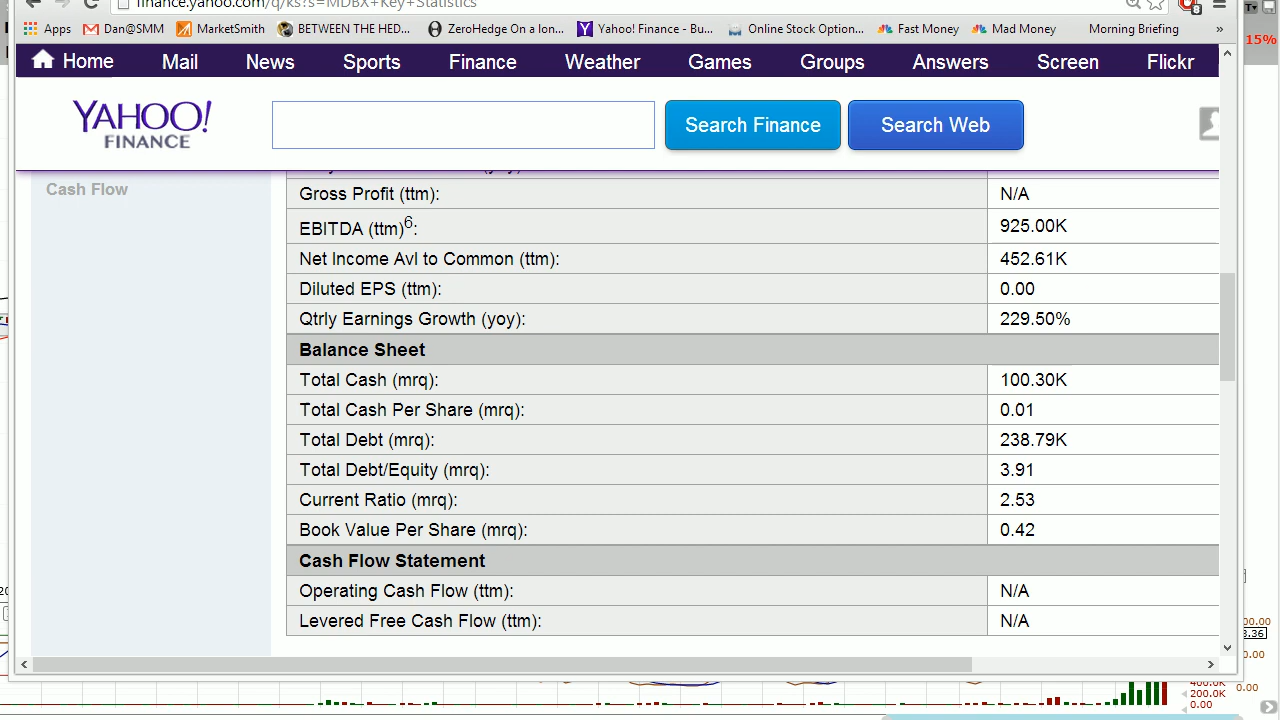 finance.yahoo.com/q/ks?s=MDBX+Key+Statistics
Apps Dan@SMM MarketSmith BETWEEN THE HED... ZeroHedge On a lon... Yahoo! Finance - Bu... Online Stock Option... Fast Money Mad Money Morning Briefing »
15%
Home Mail News Sports Finance Weather Games Groups Answers Screen Flickr
YAHOO!
FINANCE
Search Finance Search Web
Cash Flow
Gross Profit (ttm): N/A
EBITDA (ttm)6: 925.00K
Net Income Avl to Common (ttm): 452.61K
Diluted EPS (ttm): 0.00
Qtrly Earnings Growth (yoy): 229.50%
Balance Sheet
Total Cash (mrq): 100.30K
Total Cash Per Share (mrq): 0.01
Total Debt (mrq): 238.79K
Total Debt/Equity (mrq): 3.91
Current Ratio (mrq): 2.53
Book Value Per Share (mrq): 0.42
Cash Flow Statement
Operating Cash Flow (ttm): N/A
Levered Free Cash Flow (ttm): N/A
400.0K
200.0K
0.00
0.00